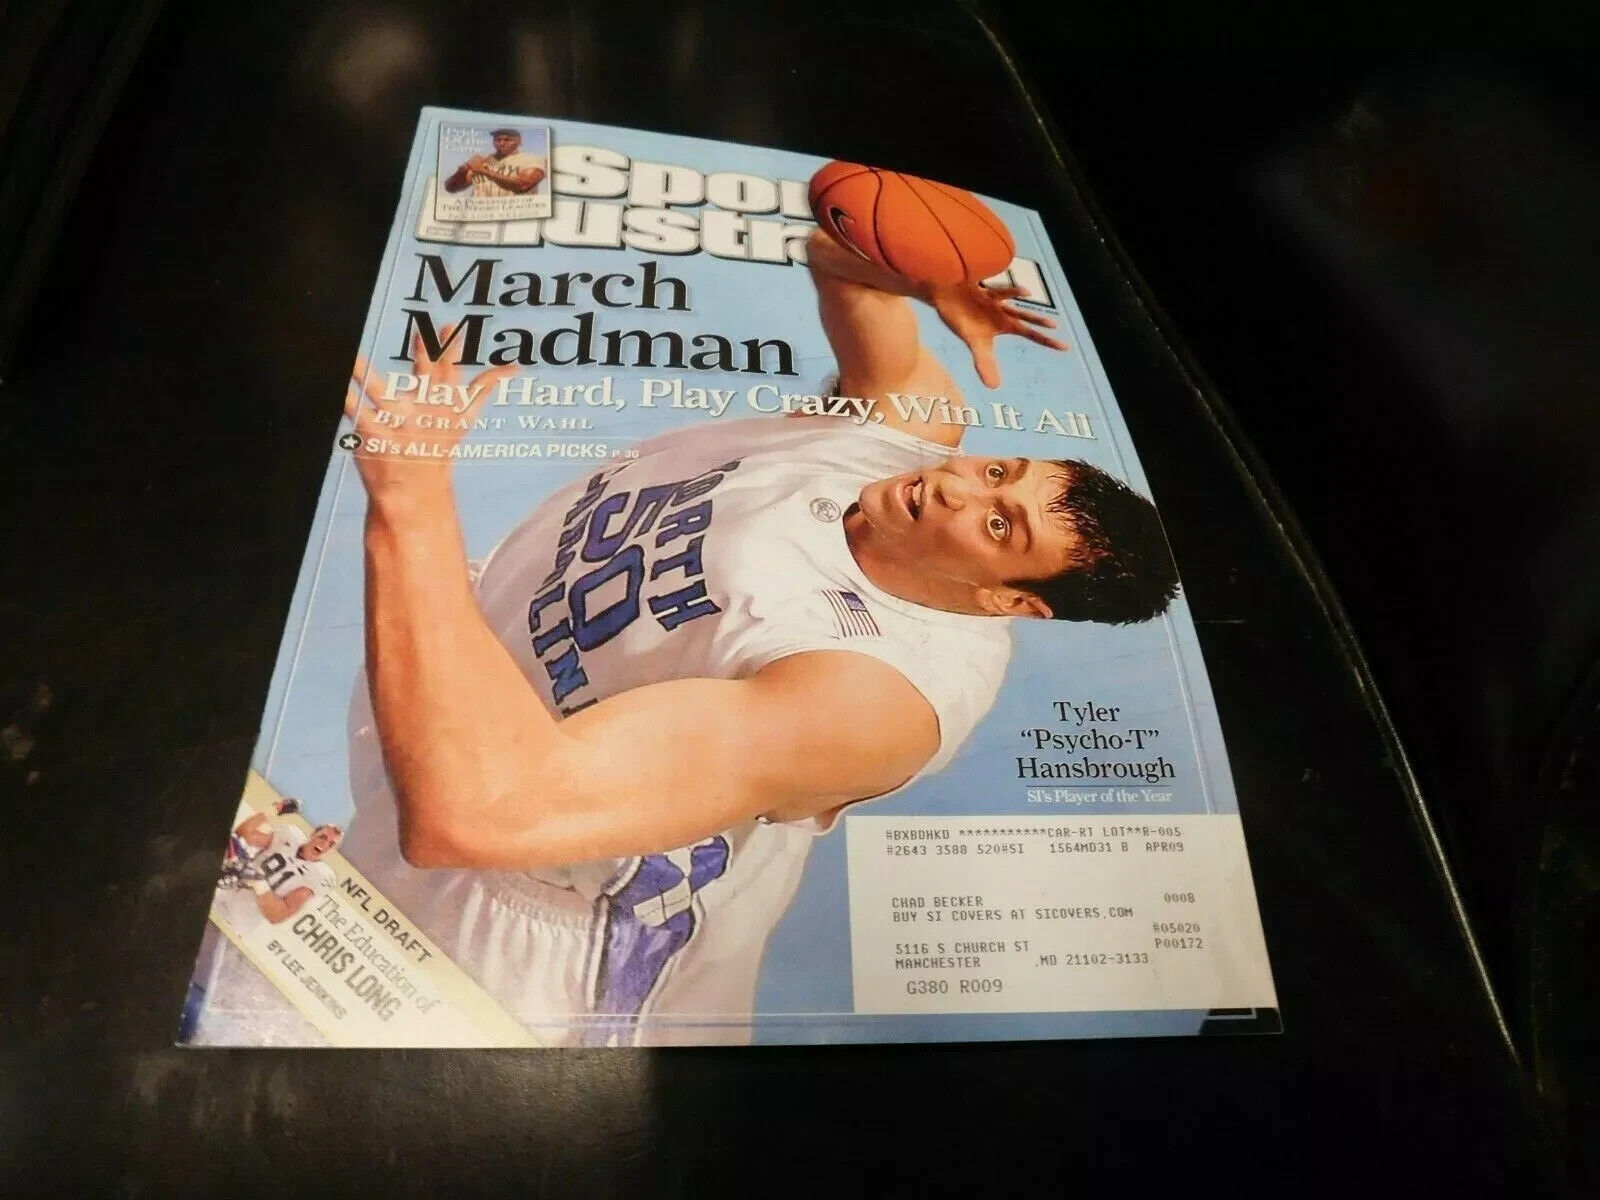 Pride
Of the
Game
A PORTFOLIO OF
THE NEGRO LEAGUES
Spo
llustra
March
Madman
Play Hard, Play Crazy, Win It All
By GRANT WAHL
SI's ALL-AMERICA PICKS P. 36
NORTH
50
CAROLINA
Tyler
"Psycho-T"
Hansbrough
SI's Player of the Year
91
NFL DRAFT
The Education of
CHRIS LONG
BY LEE JENKINS
#BXBDHKD ***********CAR-RT LOT**R-005
#2643 3588 520#SI 1564MD31 B APR09
CHAD BECKER 0008
BUY SI COVERS AT SICOVERS.COM
#05020
5116 S CHURCH ST P00172
MANCHESTER ,MD 21102-3133
G380 R009